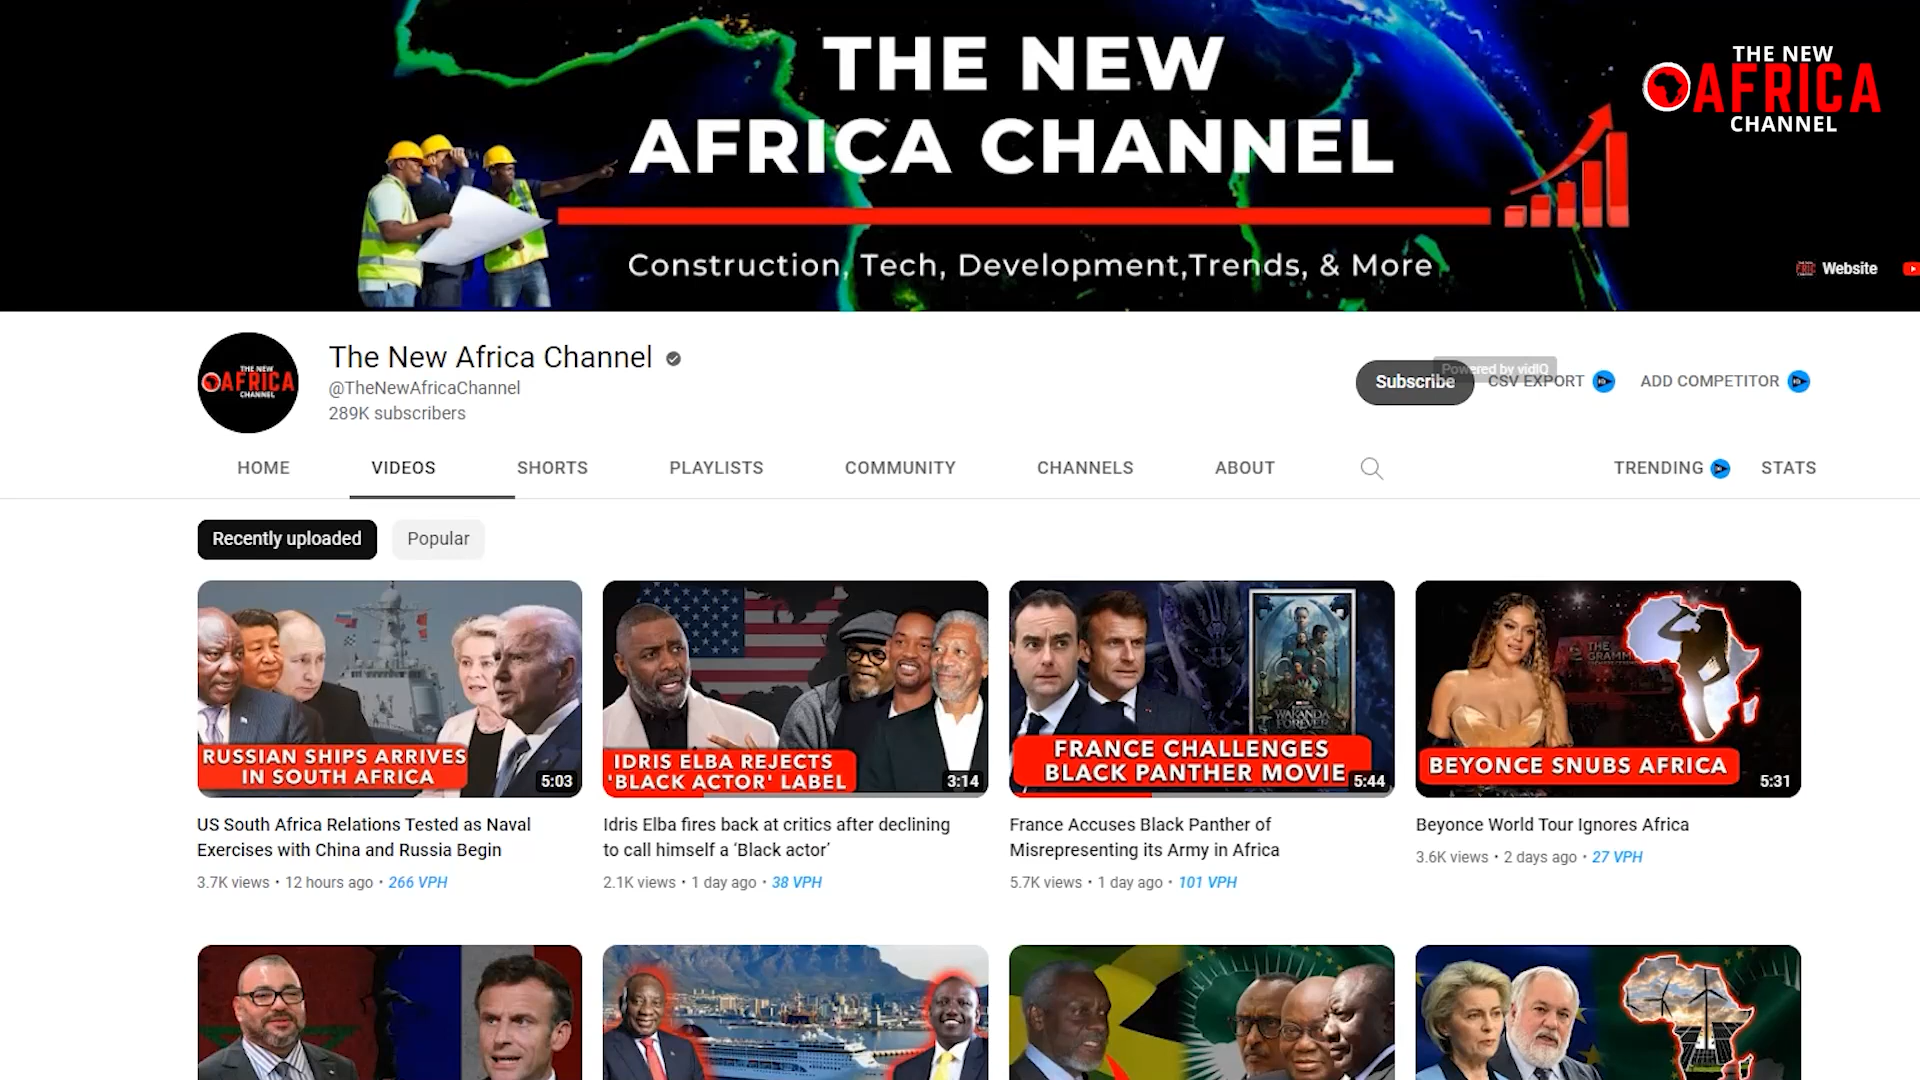 THE NEW
AFRICA CHANNEL
Construction, Tech, Development,Trends, & More
THE NEW
AFRICA
CHANNEL
Website
THE NEW
AFRICA
CHANNEL
The New Africa Channel
@TheNewAfricaChannel
289K subscribers
Powered by vidIQ
Subscribe
CSV EXPORT
ADD COMPETITOR
HOME
VIDEOS
SHORTS
PLAYLISTS
COMMUNITY
CHANNELS
ABOUT
TRENDING
STATS
Recently uploaded
Popular
RUSSIAN SHIPS ARRIVES
IN SOUTH AFRICA
5:03
IDRIS ELBA REJECTS
'BLACK ACTOR' LABEL
3:14
WAKANDA
FOREVER
FRANCE CHALLENGES
BLACK PANTHER MOVIE
5:44
THE
BEYONCE SNUBS AFRICA
5:31
US South Africa Relations Tested as Naval
Exercises with China and Russia Begin
3.7K views • 12 hours ago • 266 VPH
Idris Elba fires back at critics after declining
to call himself a ‘Black actor’
2.1K views • 1 day ago • 38 VPH
France Accuses Black Panther of
Misrepresenting its Army in Africa
5.7K views • 1 day ago • 101 VPH
Beyonce World Tour Ignores Africa
3.6K views • 2 days ago • 27 VPH